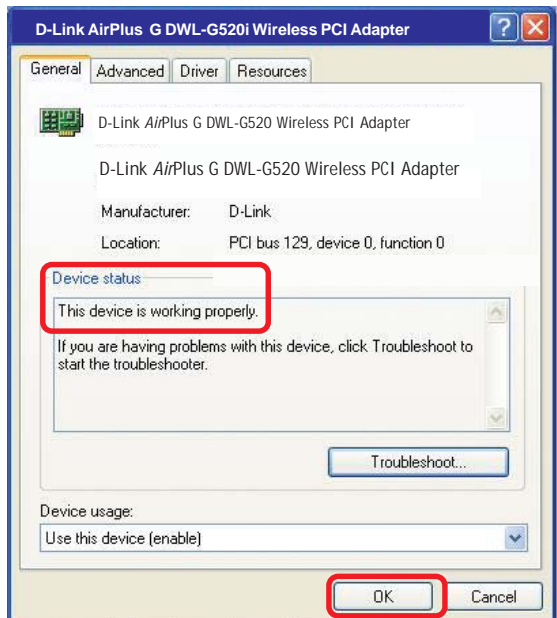 D-Link AirPlus G DWL-G520i Wireless PCI Adapter
General Advanced Driver Resources
D-Link AirPlus G DWL-G520 Wireless PCI Adapter
D-Link AirPlus G DWL-G520 Wireless PCI Adapter
Manufacturer: D-Link
Location: PCI bus 129, device 0, function 0
Device status
This device is working properly.
If you are having problems with this device, click Troubleshoot to
start the troubleshooter.
Troubleshoot...
Device usage:
Use this device (enable)
OK Cancel